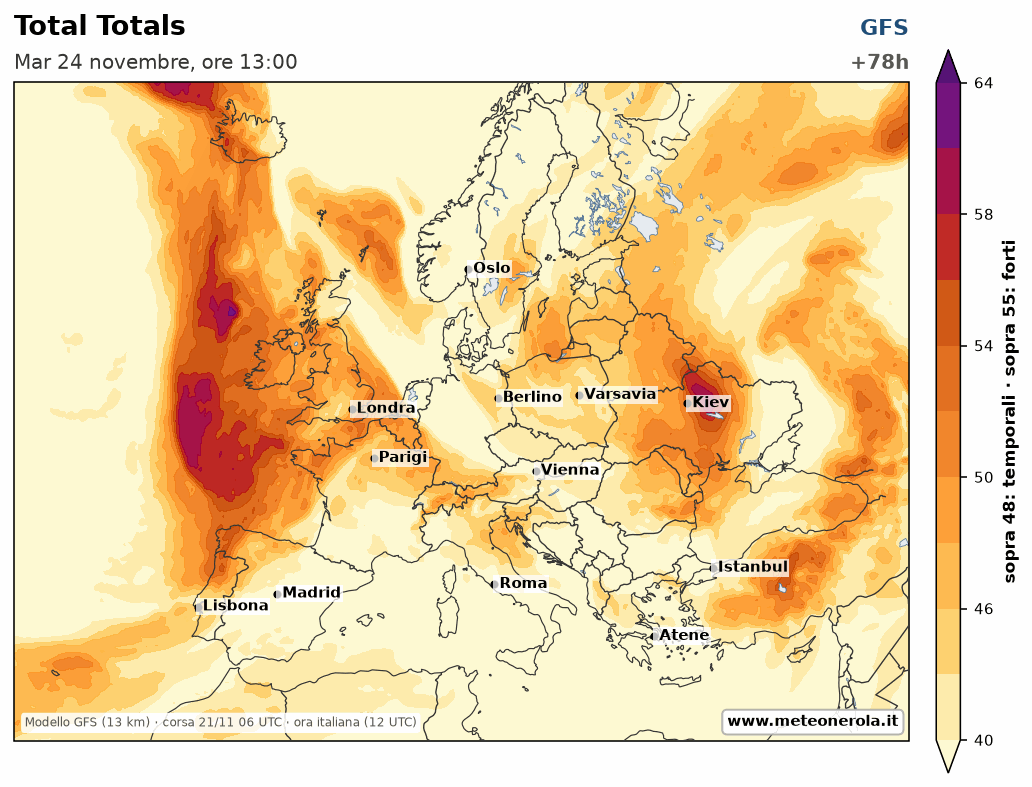 Total Totals
GFS
Mar 24 novembre, ore 13:00
+78h
64
58
54
50
46
40
sopra 48: temporali · sopra 55: forti
Oslo
Berlino
Varsavia
Kiev
Londra
Parigi
Vienna
Istanbul
Roma
Madrid
Lisbona
Atene
Modello GFS (13 km) · corsa 21/11 06 UTC · ora italiana (12 UTC)
www.meteonerola.it